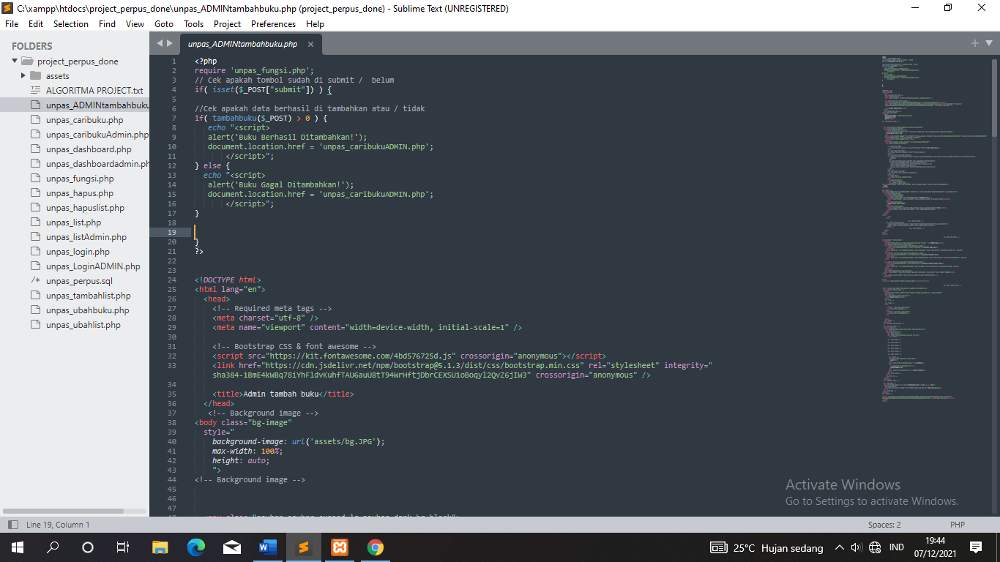 C:\xampp\htdocs\project_perpus_done\unpas_ADMINtambahbuku.php (project_perpus_done) - Sublime Text (UNREGISTERED)
File Edit Selection Find View Goto Tools Project Preferences Help
FOLDERS
project_perpus_done
assets
ALGORITMA PROJECT.txt
unpas_ADMINtambahbuku
unpas_caribuku.php
unpas_caribukuAdmin.php
unpas_dashboard.php
unpas_dashboardadmin.ph
unpas_fungsi.php
unpas_hapus.php
unpas_hapuslist.php
unpas_list.php
unpas_listAdmin.php
unpas_login.php
unpas_LoginADMIN.php
unpas_perpus.sql
unpas_tambahlist.php
unpas_ubahbuku.php
unpas_ubahlist.php
unpas_ADMINtambahbuku.php
1 <?php
2 require 'unpas_fungsi.php';
3 // Cek apakah tombol sudah di submit /  belum
4 if( isset($_POST["submit"]) ) {
5
6 //Cek apakah data berhasil di tambahkan atau / tidak
7 if( tambahbuku($_POST) > 0 ) {
8 echo "<script>
9 alert('Buku Berhasil Ditambahkan!');
10 document.location.href = 'unpas_caribukuADMIN.php';
11 </script>";
12 } else {
13 echo "<script>
14 alert('Buku Gagal Ditambahkan!');
15 document.location.href = 'unpas_caribukuADMIN.php';
16 </script>";
17 }
18
19
20 }
21 ?>
22
23
24 <!DOCTYPE html>
25 <html lang="en">
26 <head>
27 <!-- Required meta tags -->
28 <meta charset="utf-8" />
29 <meta name="viewport" content="width=device-width, initial-scale=1" />
30
31 <!-- Bootstrap CSS & font awesome -->
32 <script src="https://kit.fontawesome.com/4bd576725d.js" crossorigin="anonymous"></script>
33 <link href="https://cdn.jsdelivr.net/npm/bootstrap@5.1.3/dist/css/bootstrap.min.css" rel="stylesheet" integrity="
sha384-1BmE4kWBq78iYhFldvKuhfTAU6auU8tT94WrHftjDbrCEXSU1oBoqyl2QvZ6jIW3" crossorigin="anonymous" />
34
35 <title>Admin tambah buku</title>
36 </head>
37 <!-- Background image -->
38 <body class="bg-image"
39 style="
40 background-image: url('assets/bg.JPG');
41 max-width: 100%;
42 height: auto;
43 ">
44 <!-- Background image -->
45
46
47
Activate Windows
Go to Settings to activate Windows.
Line 19, Column 1
Spaces: 2
PHP
25°C Hujan sedang
IND
19:44
07/12/2021